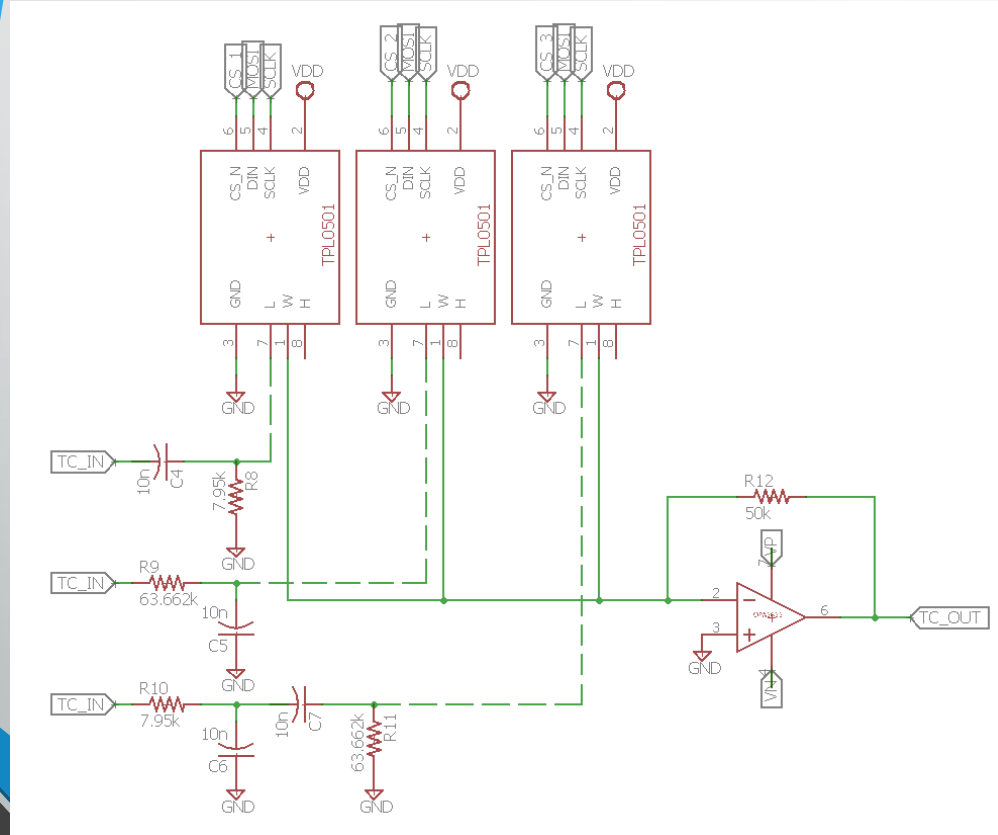 CS_1 MOSI SCLK
VDD
CS_2 MOSI SCLK
VDD
CS_3 MOSI SCLK
VDD
6 5 4 2
6 5 4 2
6 5 4 2
CS_N DIN SCLK VDD
CS_N DIN SCLK VDD
CS_N DIN SCLK VDD
TPL0501
TPL0501
TPL0501
GND L W H
GND L W H
GND L W H
3 7 1 8
3 7 1 8
3 7 1 8
GND
GND
GND
TC_IN
10n
C4
7.95k
R8
GND
R12
50k
TC_IN
R9
63.662k
10n
C5
GND
VP
7
2
3
6
4
VN
GND
TC_OUT
TC_IN
R10
7.95k
10n
C6
GND
10n
C7
63.662k
R11
GND